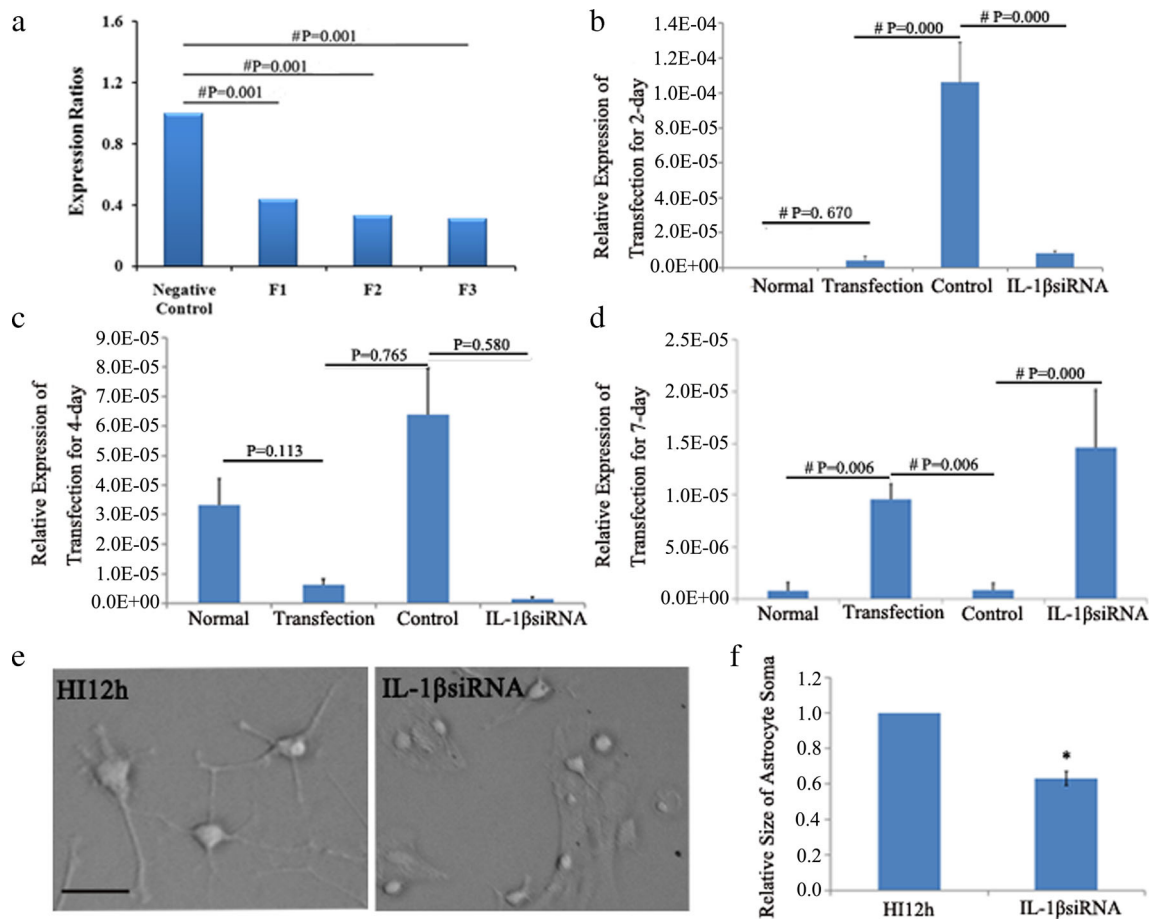 a
1.6
1.2
0.8
0.4
0
Expression Ratios
#P=0.001
#P=0.001
#P=0.001
Negative Control
F1
F2
F3
b
1.4E-04
1.2E-04
1.0E-04
8.0E-05
6.0E-05
4.0E-05
2.0E-05
0.0E+00
Relative Expression of
Transfection for 2-day
# P=0.000
# P=0.000
# P=0. 670
Normal
Transfection
Control
IL-1βsiRNA
c
9.0E-05
8.0E-05
7.0E-05
6.0E-05
5.0E-05
4.0E-05
3.0E-05
2.0E-05
1.0E-05
0.0E+00
Relative Expression of
Transfection for 4-day
P=0.765
P=0.580
P=0.113
Normal
Transfection
Control
IL-1βsiRNA
d
2.5E-05
2.0E-05
1.5E-05
1.0E-05
5.0E-06
0.0E+00
Relative Expression of
Transfection for 7-day
# P=0.000
# P=0.006
# P=0.006
Normal
Transfection
Control
IL-1βsiRNA
e
HI12h
IL-1βsiRNA
f
1.2
1.0
0.8
0.6
0.4
0.2
0.0
Relative Size of Astrocyte Soma
*
HI12h
IL-1βsiRNA